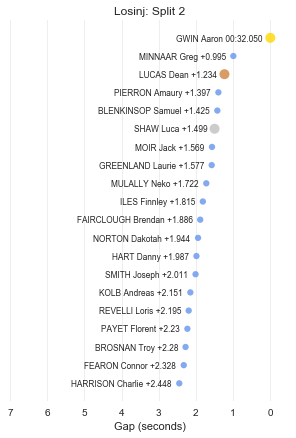 Losinj: Split 2
GWIN Aaron 00:32.050
MINNAAR Greg +0.995
LUCAS Dean +1.234
PIERRON Amaury +1.397
BLENKINSOP Samuel +1.425
SHAW Luca +1.499
MOIR Jack +1.569
GREENLAND Laurie +1.577
MULALLY Neko +1.722
ILES Finnley +1.815
FAIRCLOUGH Brendan +1.886
NORTON Dakotah +1.944
HART Danny +1.987
SMITH Joseph +2.011
KOLB Andreas +2.151
REVELLI Loris +2.195
PAYET Florent +2.23
BROSNAN Troy +2.28
FEARON Connor +2.328
HARRISON Charlie +2.448
7 6 5 4 3 2 1 0
Gap (seconds)